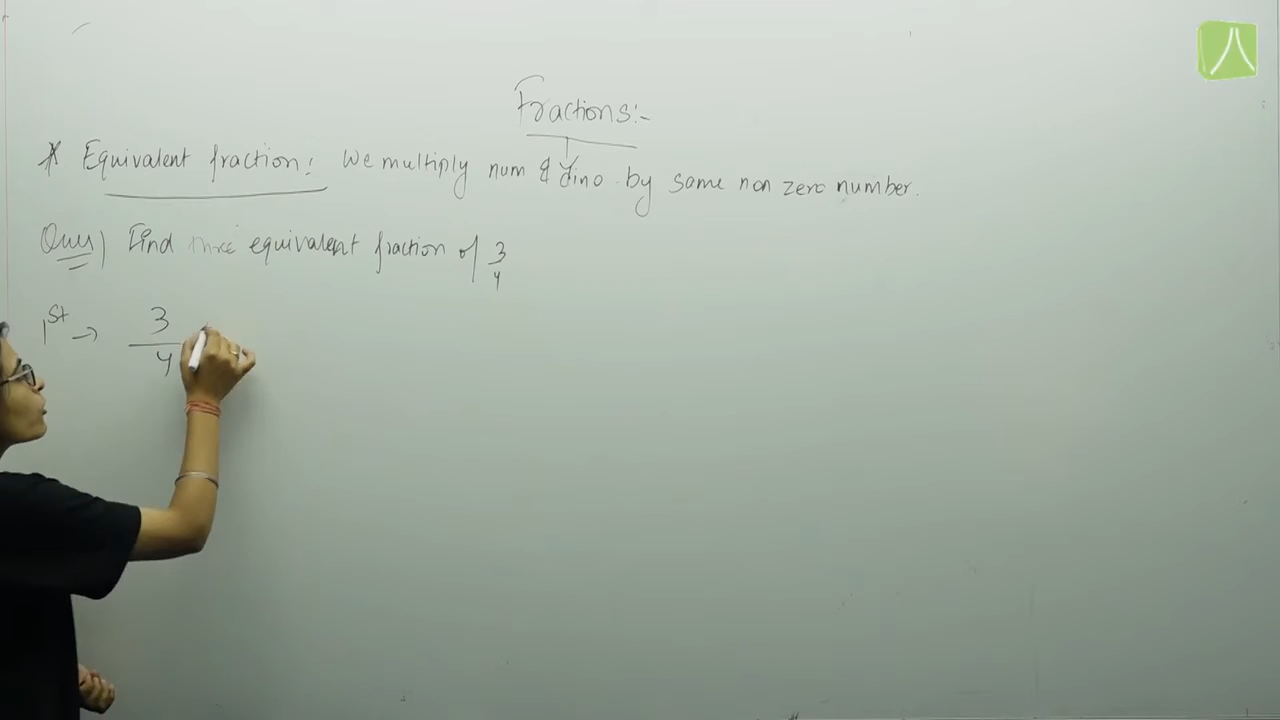 Fractions:-
* Equivalent fraction: We multiply num & dino by same non zero number.
Ques) Find three equivalent fraction of 3/4
1st → 3/4